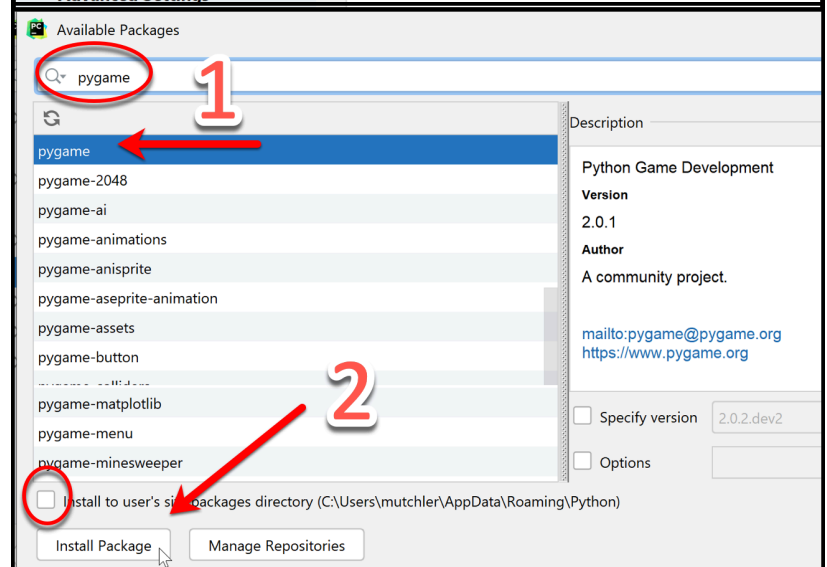 Available Packages
pygame
1
Description
pygame
pygame-2048
pygame-ai
pygame-animations
pygame-anisprite
pygame-aseprite-animation
pygame-assets
pygame-button
pygame-matplotlib
pygame-menu
pygame-minesweeper
Python Game Development
Version
2.0.1
Author
A community project.
mailto:pygame@pygame.org
https://www.pygame.org
2
Specify version 2.0.2.dev2
Options
Install to user's site packages directory (C:\Users\mutchler\AppData\Roaming\Python)
Install Package
Manage Repositories